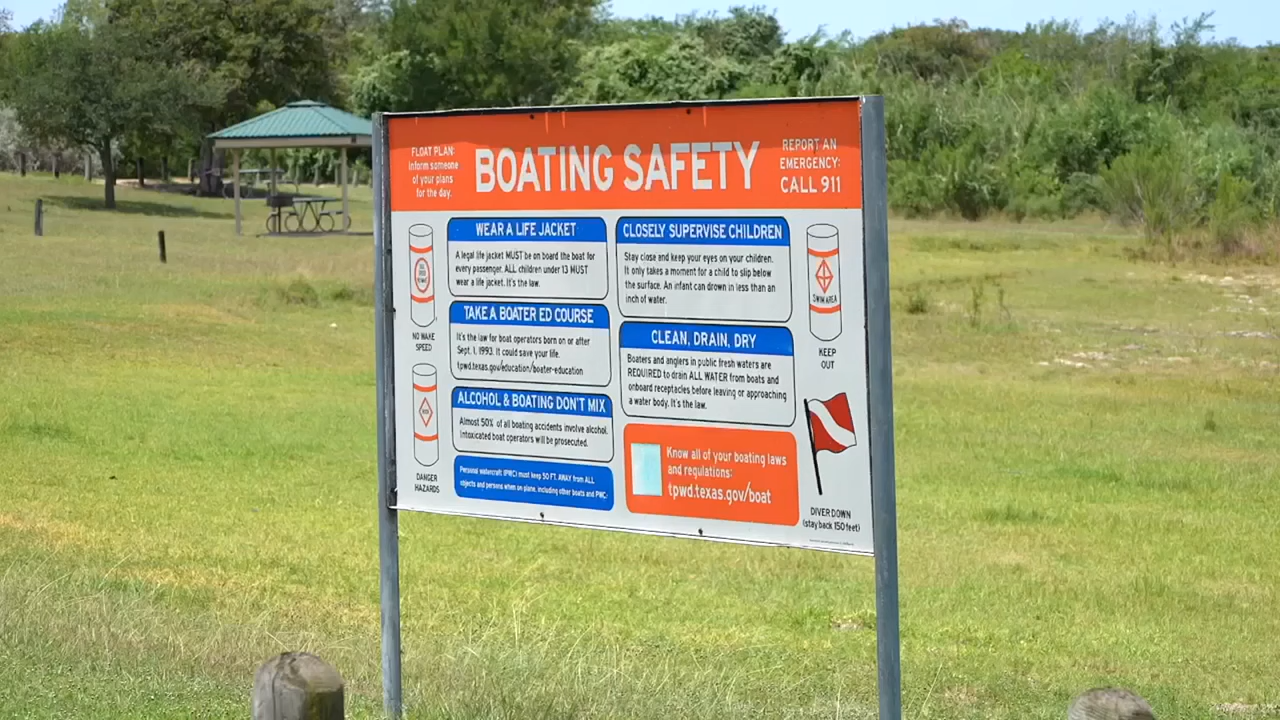 FLOAT PLAN:
inform someone
of your plans
for the day.
BOATING SAFETY
REPORT AN
EMERGENCY:
CALL 911
NO WAKE
SPEED
DANGER
HAZARDS
WEAR A LIFE JACKET
A legal life jacket MUST be on board the boat for
every passenger. ALL children under 13 MUST
wear a life jacket. It's the law.
TAKE A BOATER ED COURSE
It's the law for boat operators born on or after
Sept. 1, 1993. It could save your life.
tpwd.texas.gov/education/boater-education
ALCOHOL & BOATING DON'T MIX
Almost 50% of all boating accidents involve alcohol.
Intoxicated boat operators will be prosecuted.
Personal watercraft (PWC) must keep 50 FT. AWAY from ALL
objects and persons when on plane, including other boats and PWC.
CLOSELY SUPERVISE CHILDREN
Stay close and keep your eyes on your children.
It only takes a moment for a child to slip below
the surface. An infant can drown in less than an
inch of water.
CLEAN, DRAIN, DRY
Boaters and anglers in public fresh waters are
REQUIRED to drain ALL WATER from boats and
onboard receptacles before leaving or approaching
a water body. It's the law.
Know all of your boating laws
and regulations:
tpwd.texas.gov/boat
SWIM AREA
KEEP
OUT
DIVER DOWN
(stay back 150 feet)